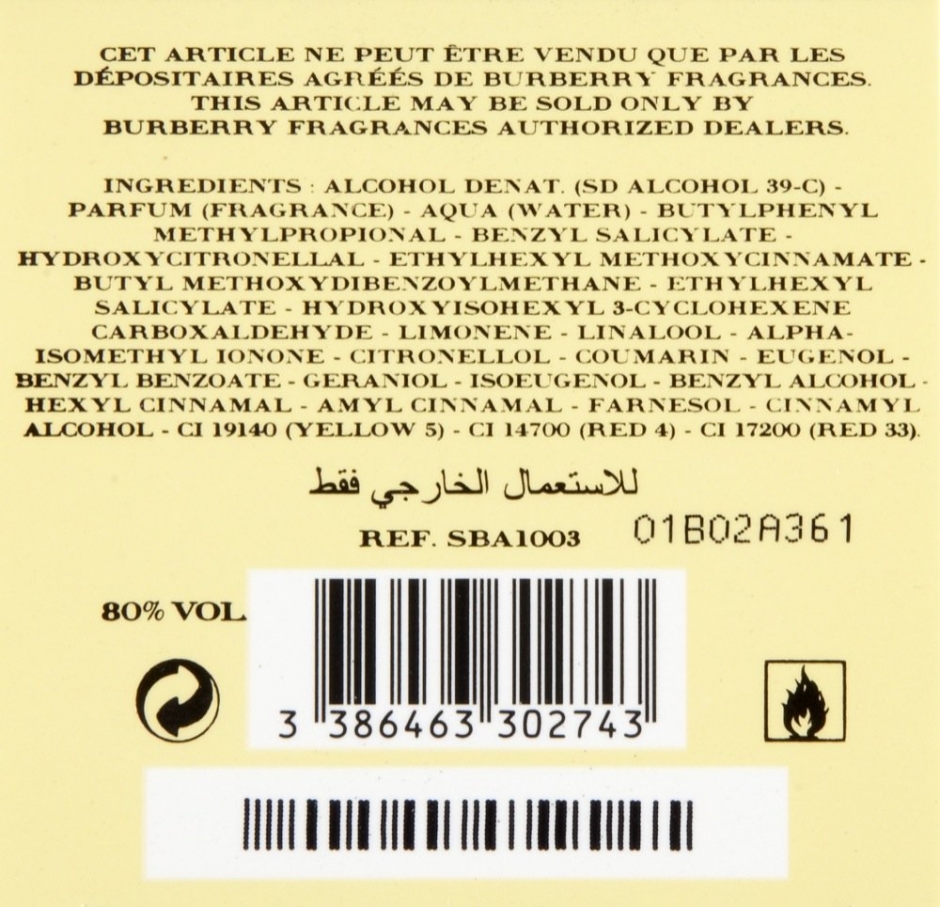 CET ARTICLE NE PEUT ÊTRE VENDU QUE PAR LES
DÉPOSITAIRES AGRÉÉS DE BURBERRY FRAGRANCES.
THIS ARTICLE MAY BE SOLD ONLY BY
BURBERRY FRAGRANCES AUTHORIZED DEALERS.
INGREDIENTS : ALCOHOL DENAT. (SD ALCOHOL 39-C) -
PARFUM (FRAGRANCE) - AQUA (WATER) - BUTYLPHENYL
METHYLPROPIONAL - BENZYL SALICYLATE -
HYDROXYCITRONELLAL - ETHYLHEXYL METHOXYCINNAMATE -
BUTYL METHOXYDIBENZOYLMETHANE - ETHYLHEXYL
SALICYLATE - HYDROXYISOHEXYL 3-CYCLOHEXENE
CARBOXALDEHYDE - LIMONENE - LINALOOL - ALPHA-
ISOMETHYL IONONE - CITRONELLOL - COUMARIN - EUGENOL -
BENZYL BENZOATE - GERANIOL - ISOEUGENOL - BENZYL ALCOHOL -
HEXYL CINNAMAL - AMYL CINNAMAL - FARNESOL - CINNAMYL
ALCOHOL - CI 19140 (YELLOW 5) - CI 14700 (RED 4) - CI 17200 (RED 33).
للاستعمال الخارجي فقط
REF. SBA1003 01B02A361
80% VOL
3 386463 302743